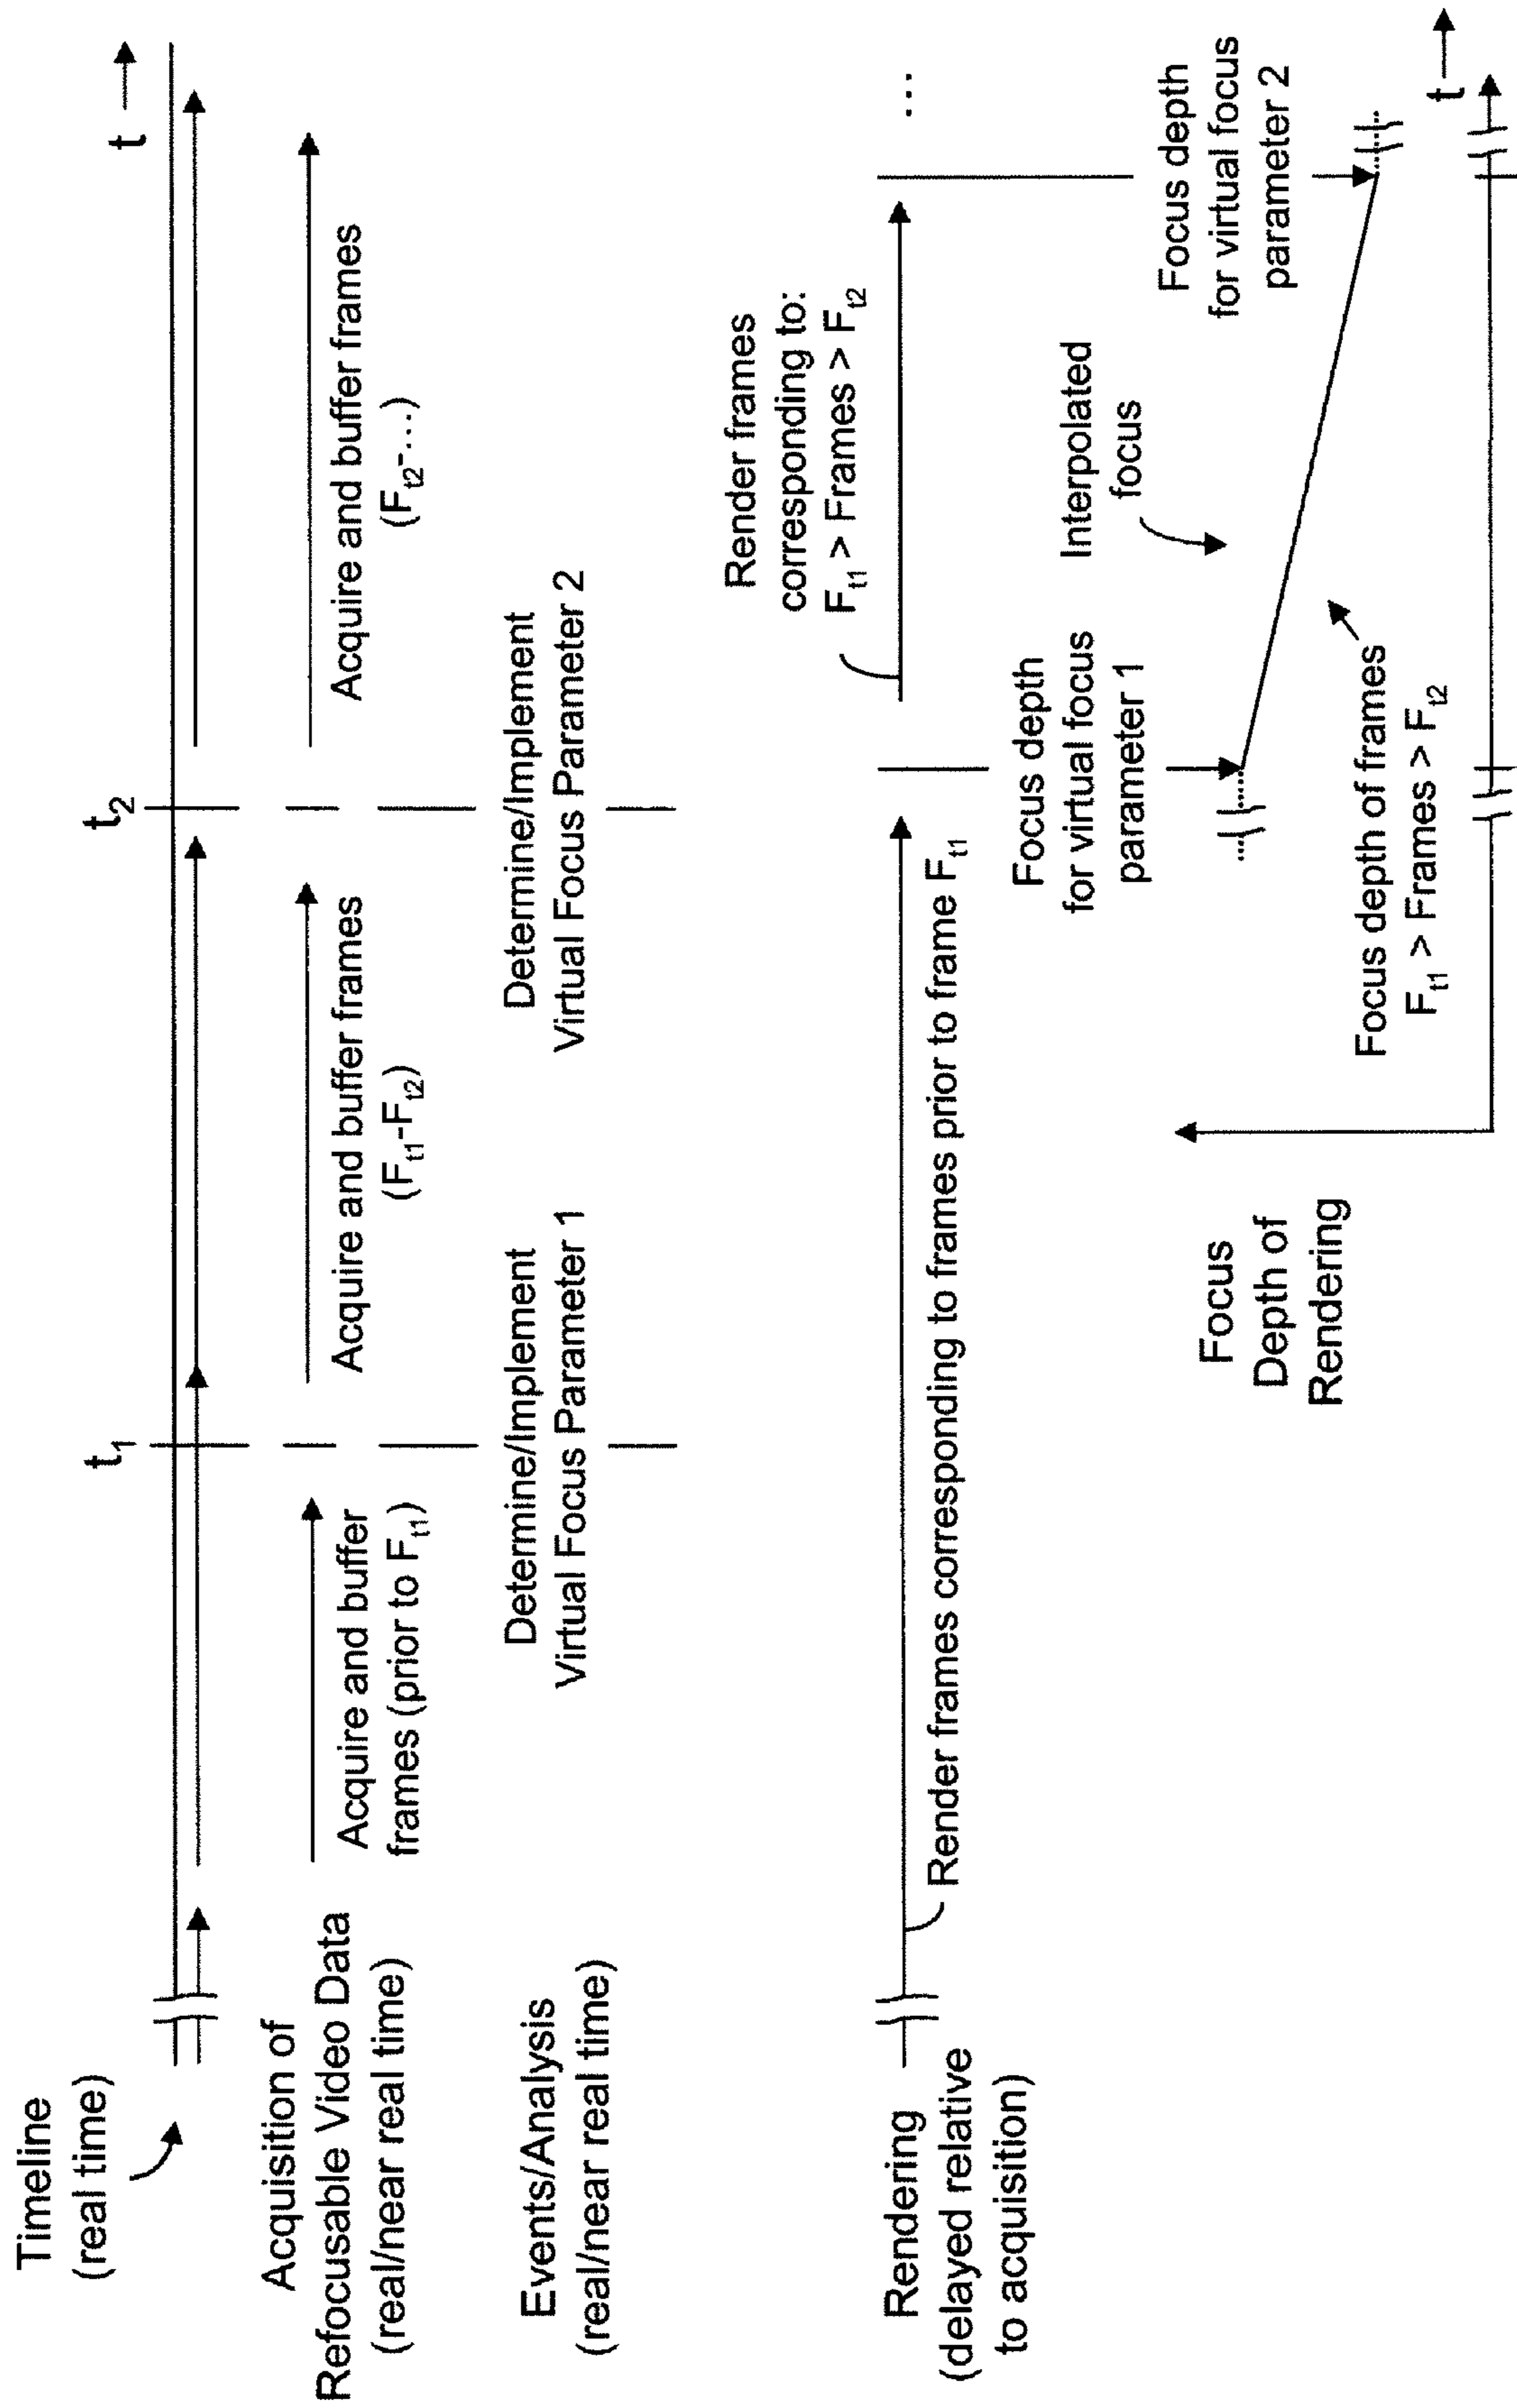 Timeline
(real time)
t₁
t₂
t
Acquisition of
Refocusable Video Data
(real/near real time)
Acquire and buffer
frames (prior to Fₜ₁)
Acquire and buffer frames
(Fₜ₁-Fₜ₂)
Acquire and buffer frames
(Fₜ₂-...)
Events/Analysis
(real/near real time)
Determine/Implement
Virtual Focus Parameter 1
Determine/Implement
Virtual Focus Parameter 2
Rendering
(delayed relative
to acquisition)
Render frames corresponding to frames prior to frame Fₜ₁
Render frames
corresponding to:
Fₜ₁ > Frames > Fₜ₂
...
Focus depth
for virtual focus
parameter 1
Interpolated
focus
Focus depth
for virtual focus
parameter 2
Focus
Depth of
Rendering
Focus depth of frames
Fₜ₁ > Frames > Fₜ₂
t